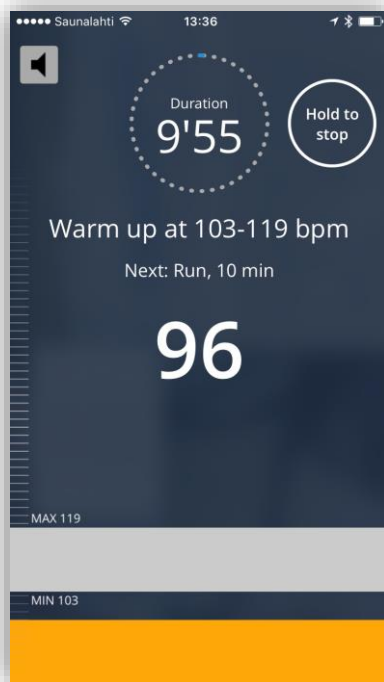 Saunalahti 13:36
Duration
9'55
Hold to
stop
Warm up at 103-119 bpm
Next: Run, 10 min
96
MAX 119
MIN 103